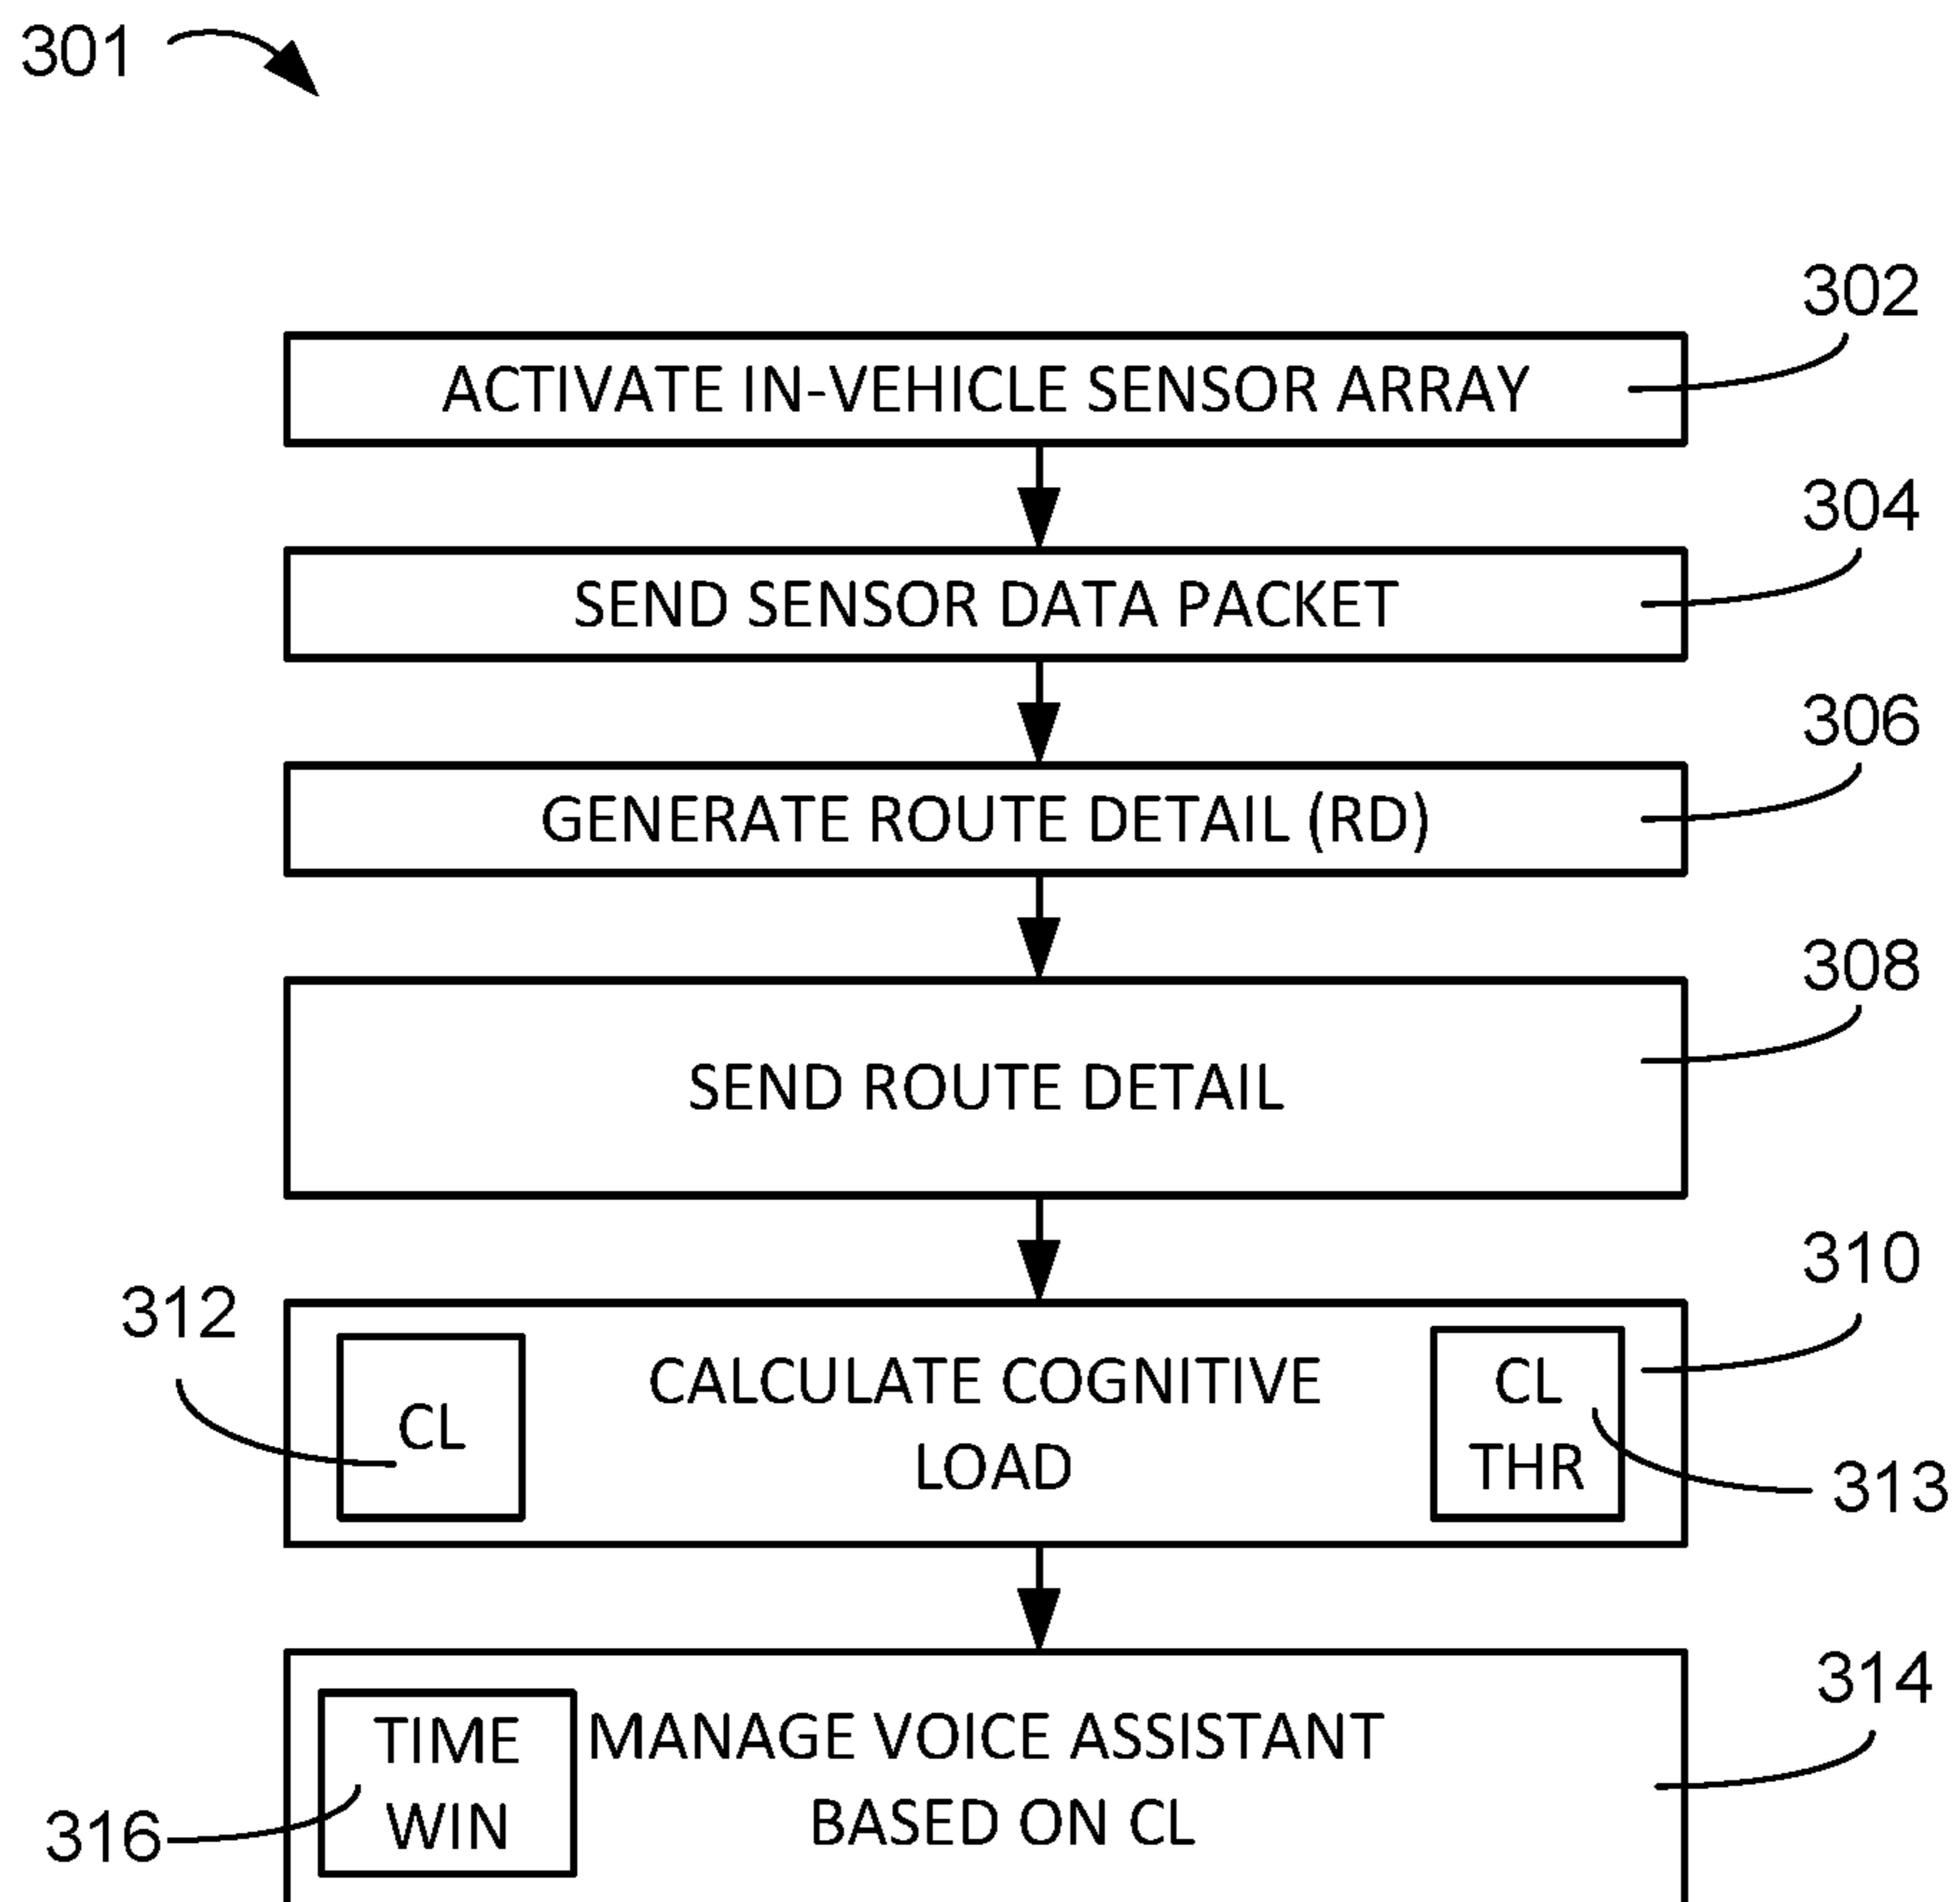 301
302
ACTIVATE IN-VEHICLE SENSOR ARRAY
304
SEND SENSOR DATA PACKET
306
GENERATE ROUTE DETAIL (RD)
308
SEND ROUTE DETAIL
310
312
CL
CALCULATE COGNITIVE
LOAD
CL
THR
313
314
TIME
WIN
MANAGE VOICE ASSISTANT
BASED ON CL
316